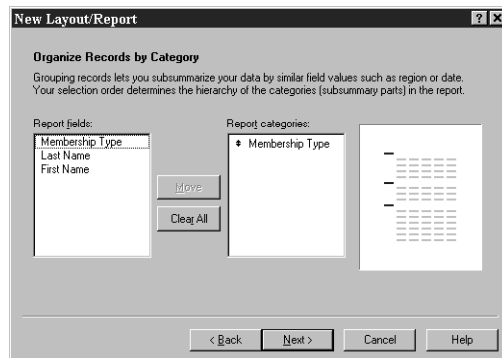 New Layout/Report
Organize Records by Category
Grouping records lets you subsummarize your data by similar field values such as region or date.
Your selection order determines the hierarchy of the categories (subsummary parts) in the report.
Report fields:
Report categories:
Membership Type
Last Name
First Name
Membership Type
Move
Clear All
< Back
Next >
Cancel
Help